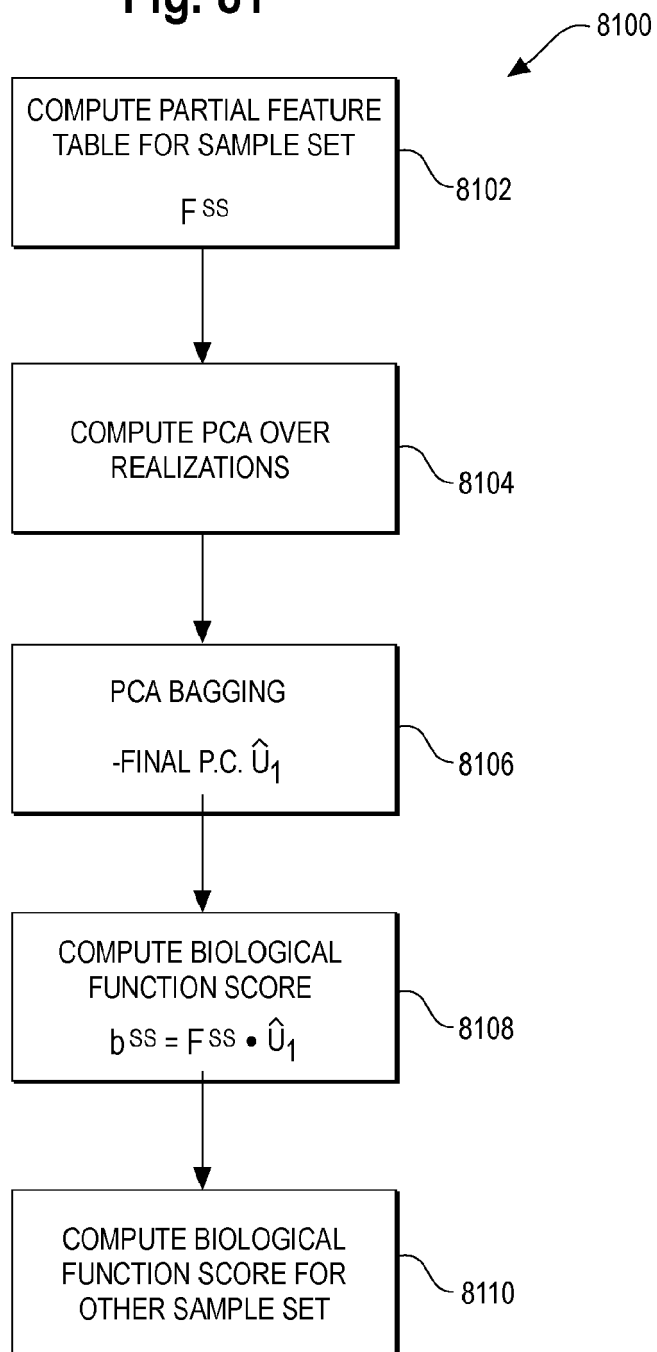 Fig. 81
8100
COMPUTE PARTIAL FEATURE
TABLE FOR SAMPLE SET
F SS
8102
COMPUTE PCA OVER
REALIZATIONS
8104
PCA BAGGING
-FINAL P.C. Û1
8106
COMPUTE BIOLOGICAL
FUNCTION SCORE
b SS = F SS • Û1
8108
COMPUTE BIOLOGICAL
FUNCTION SCORE FOR
OTHER SAMPLE SET
8110